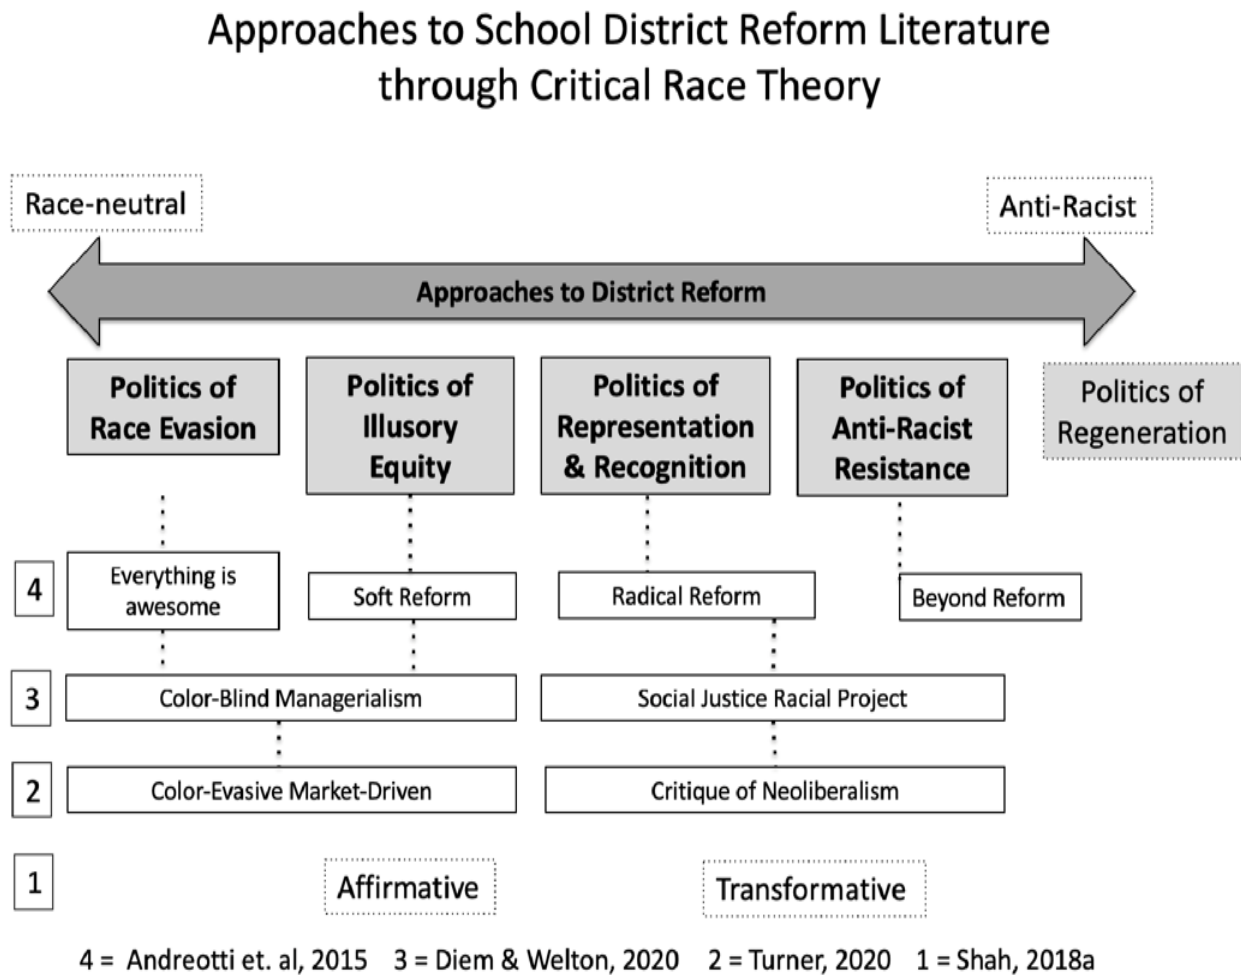 Approaches to School District Reform Literature
through Critical Race Theory
Race-neutral
Anti-Racist
Approaches to District Reform
Politics of
Race Evasion
Politics of
Illusory
Equity
Politics of
Representation
& Recognition
Politics of
Anti-Racist
Resistance
Politics of
Regeneration
4
Everything is
awesome
Soft Reform
Radical Reform
Beyond Reform
3
Color-Blind Managerialism
Social Justice Racial Project
2
Color-Evasive Market-Driven
Critique of Neoliberalism
1
Affirmative
Transformative
4 = Andreotti et. al, 2015 3 = Diem & Welton, 2020 2 = Turner, 2020 1 = Shah, 2018a